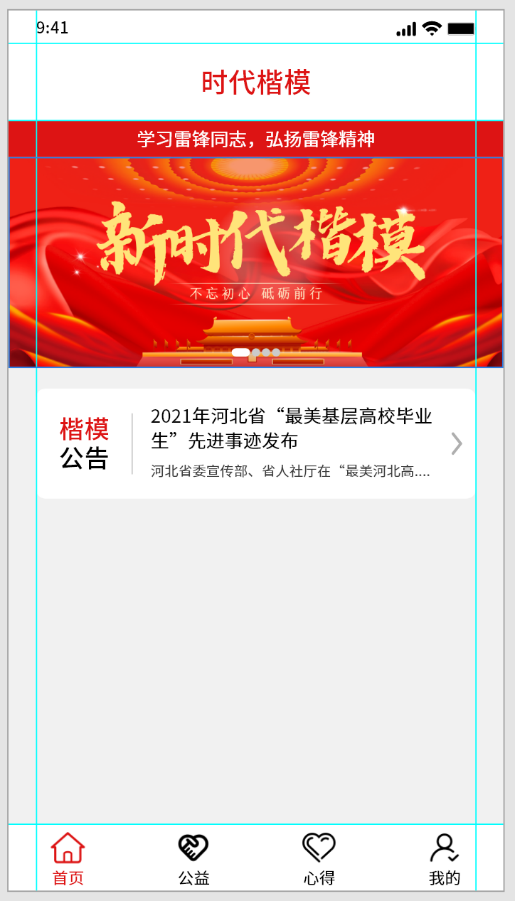 9:41
时代楷模
学习雷锋同志，弘扬雷锋精神
新时代楷模
不忘初心 砥砺前行
楷模
公告
2021年河北省“最美基层高校毕业
生”先进事迹发布
河北省委宣传部、省人社厅在“最美河北高....
首页
公益
心得
我的